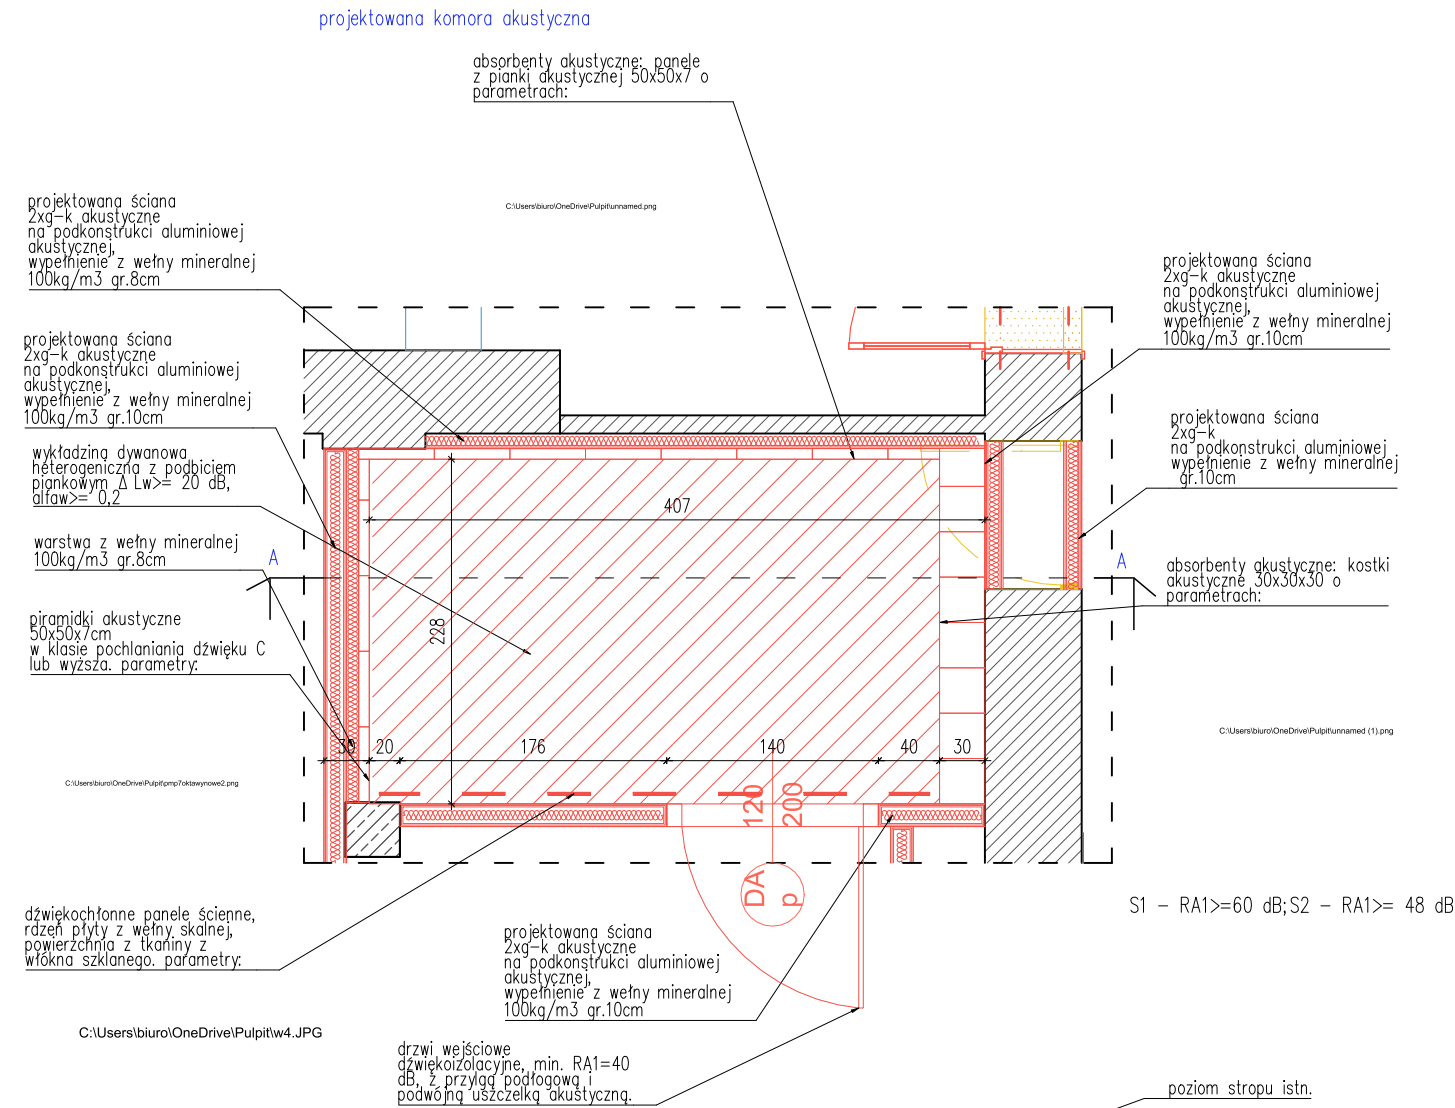 projektowana komora akustyczna
absorbenty akustyczne: panele
z pianki akustycznej 50x50x7 o
parametrach:
C:\Users\biuro\OneDrive\Pulpit\unnamed.png
projektowana ściana
2xg-k akustyczne
na podkonstrukci aluminiowej
akustycznej,
wypełnienie z wełny mineralnej
100kg/m3 gr.8cm
projektowana ściana
2xg-k akustyczne
na podkonstrukci aluminiowej
akustycznej,
wypełnienie z wełny mineralnej
100kg/m3 gr.10cm
wykładzina dywanowa
heterogeniczna z podbiciem
piankowym Δ Lw>= 20 dB,
alfaw>= 0,2
warstwa z wełny mineralnej
100kg/m3 gr.8cm
piramidki akustyczne
50x50x7cm
w klasie pochlaniania dźwięku C
lub wyższa. parametry:
C:\Users\biuro\OneDrive\Pulpit\pmp7oktawynowe2.png
dźwiękochłonne panele ścienne,
rdzeń płyty z wełny skalnej,
powierzchnia z tkaniny z
włókna szklanego. parametry:
C:\Users\biuro\OneDrive\Pulpit\w4.JPG
projektowana ściana
2xg-k akustyczne
na podkonstrukci aluminiowej
akustycznej,
wypełnienie z wełny mineralnej
100kg/m3 gr.10cm
projektowana ściana
2xg-k
na podkonstrukci aluminiowej
wypełnienie z wełny mineralnej
gr.10cm
absorbenty akustyczne: kostki
akustyczne 30x30x30 o
parametrach:
C:\Users\biuro\OneDrive\Pulpit\unnamed (1).png
A
A
407
228
30 20 176 140 40 30
120
200
DA
p
S1 - RA1>=60 dB;S2 - RA1>= 48 dB
projektowana ściana
2xg-k akustyczne
na podkonstrukci aluminiowej
akustycznej,
wypełnienie z wełny mineralnej
100kg/m3 gr.10cm
drzwi wejściowe
dźwiękoizolacyjne, min. RA1=40
dB, z przylgą podłogową i
podwójną uszczelką akustyczną.
poziom stropu istn.